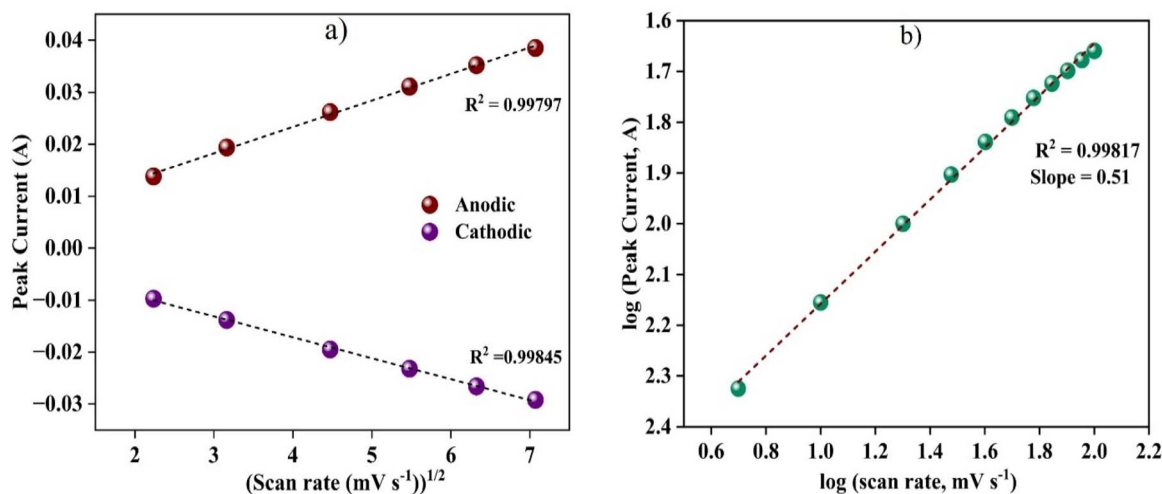 a)
0.04
0.03
0.02
0.01
0.00
−0.01
−0.02
−0.03
Peak Current (A)
R² = 0.99797
Anodic
Cathodic
R² =0.99845
2 3 4 5 6 7
(Scan rate (mV s⁻¹))¹/²
b)
1.6
1.7
1.8
1.9
2.0
2.1
2.2
2.3
2.4
log (Peak Current, A)
R² = 0.99817
Slope = 0.51
0.6 0.8 1.0 1.2 1.4 1.6 1.8 2.0 2.2
log (scan rate, mV s⁻¹)